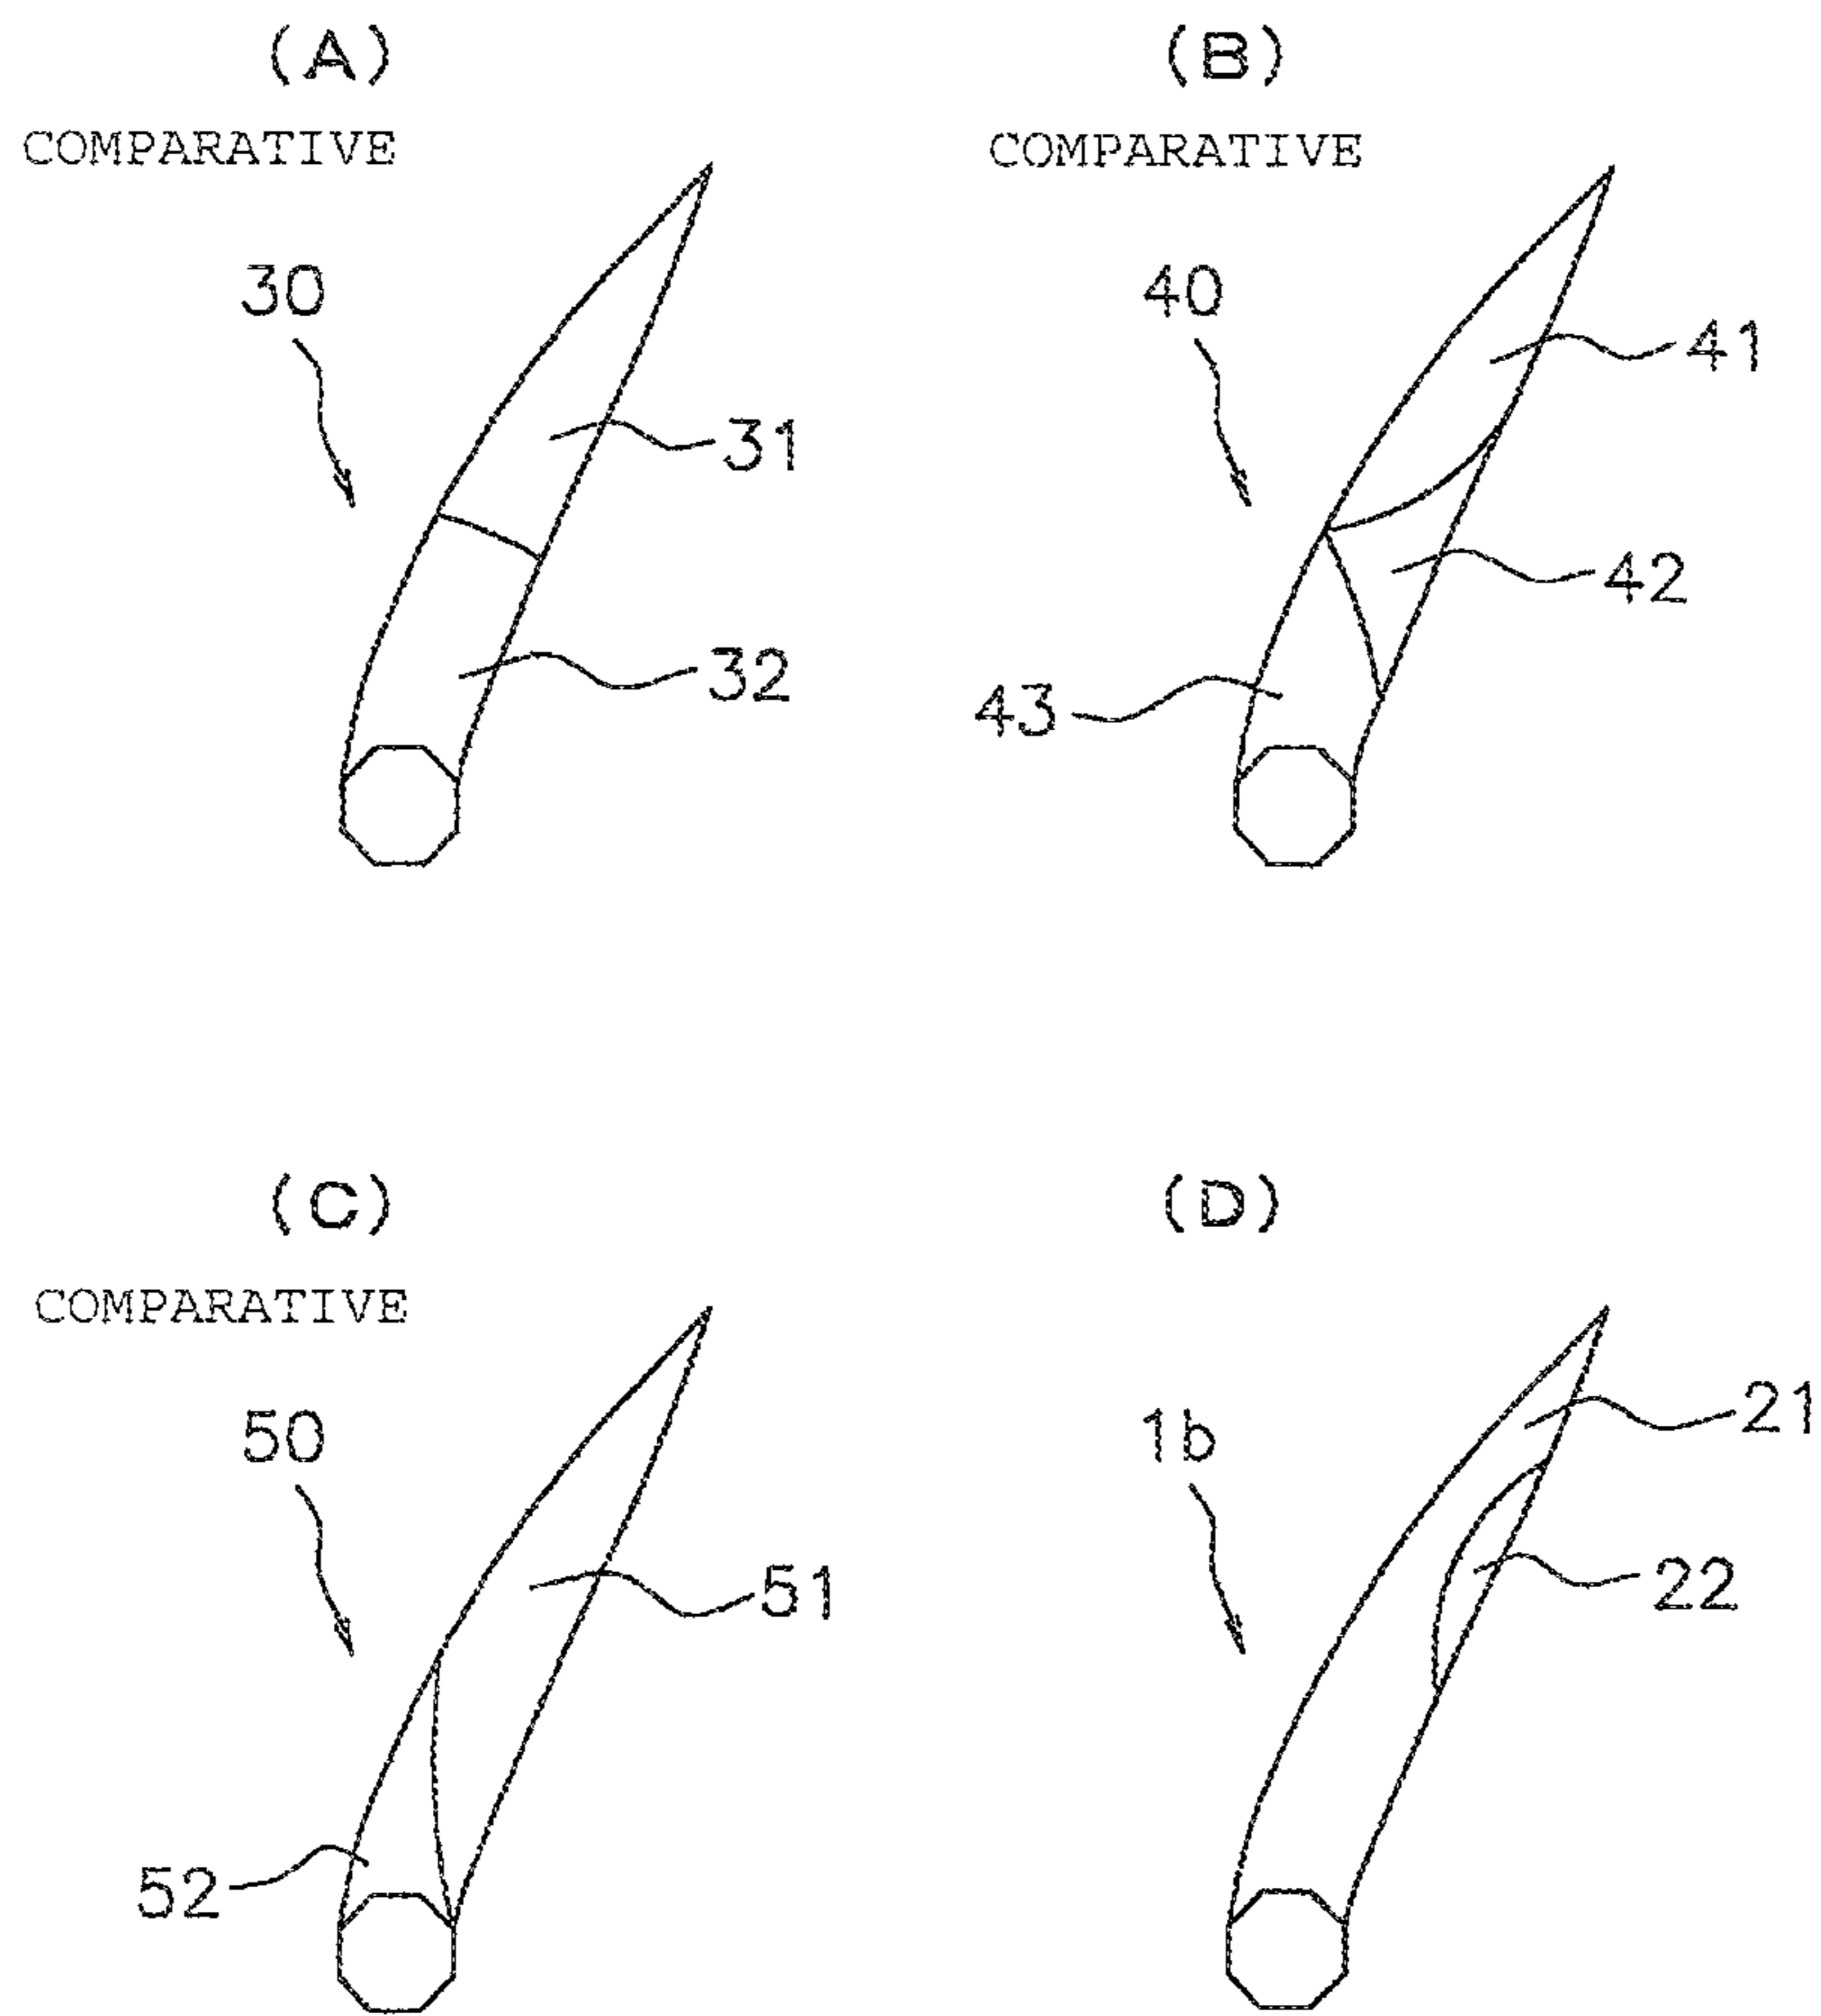 (A)
COMPARATIVE
30
31
32
(B)
COMPARATIVE
40
41
42
43
(C)
COMPARATIVE
50
51
52
(D)
1b
21
22